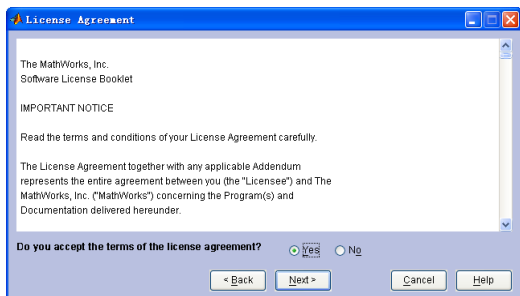 License Agreement
The MathWorks, Inc.
Software License Booklet
IMPORTANT NOTICE
Read the terms and conditions of your License Agreement carefully.
The License Agreement together with any applicable Addendum
represents the entire agreement between you (the "Licensee") and The
MathWorks, Inc. ("MathWorks") concerning the Program(s) and
Documentation delivered hereunder.
Do you accept the terms of the license agreement? Yes No
< Back Next > Cancel Help